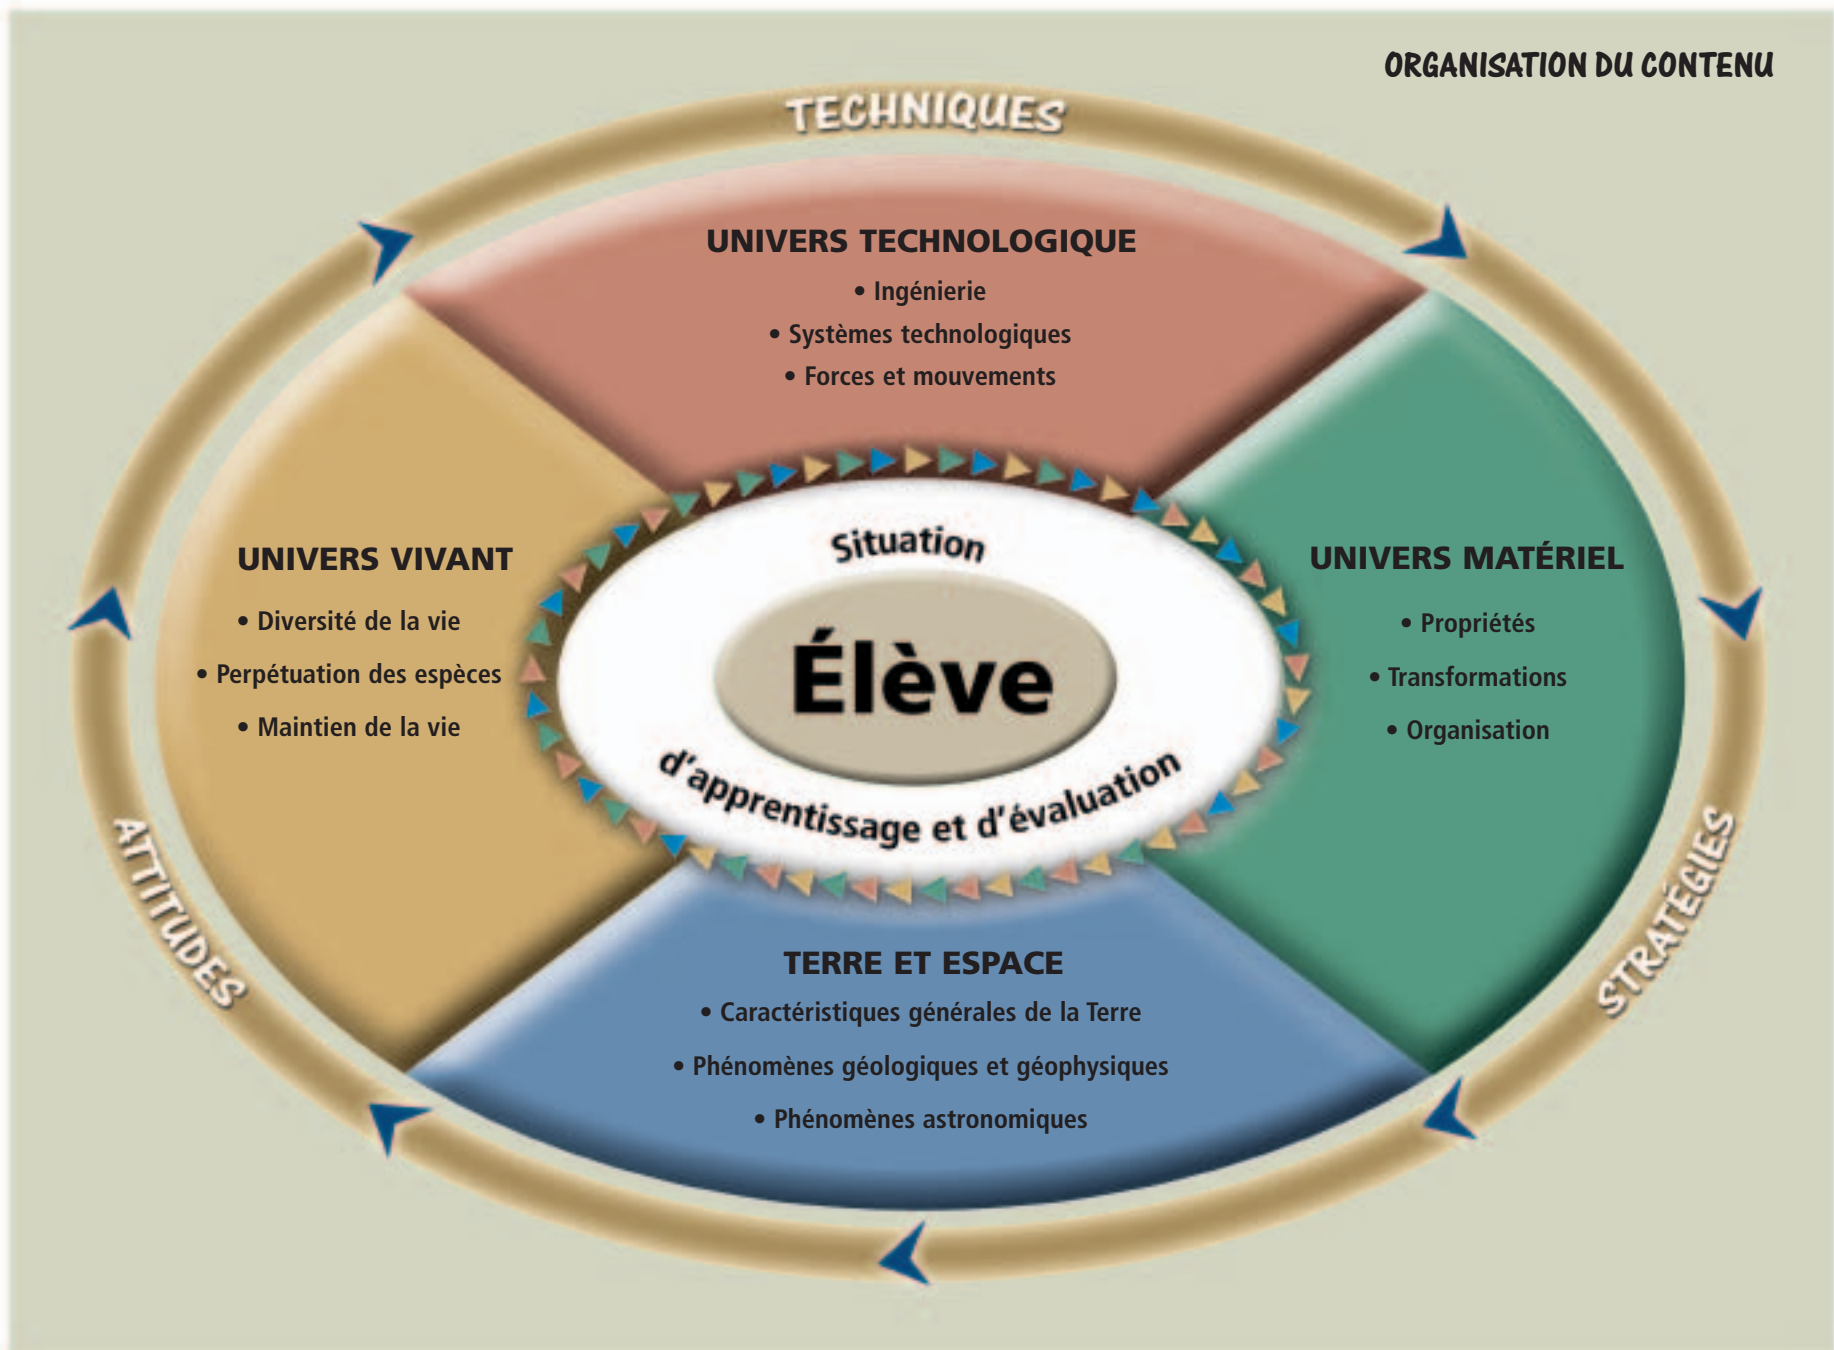 ORGANISATION DU CONTENU
TECHNIQUES
UNIVERS TECHNOLOGIQUE
• Ingénierie
• Systèmes technologiques
• Forces et mouvements
UNIVERS VIVANT
• Diversité de la vie
• Perpétuation des espèces
• Maintien de la vie
Situation
Élève
d'apprentissage et d'évaluation
UNIVERS MATÉRIEL
• Propriétés
• Transformations
• Organisation
ATTITUDES
STRATÉGIES
TERRE ET ESPACE
• Caractéristiques générales de la Terre
• Phénomènes géologiques et géophysiques
• Phénomènes astronomiques